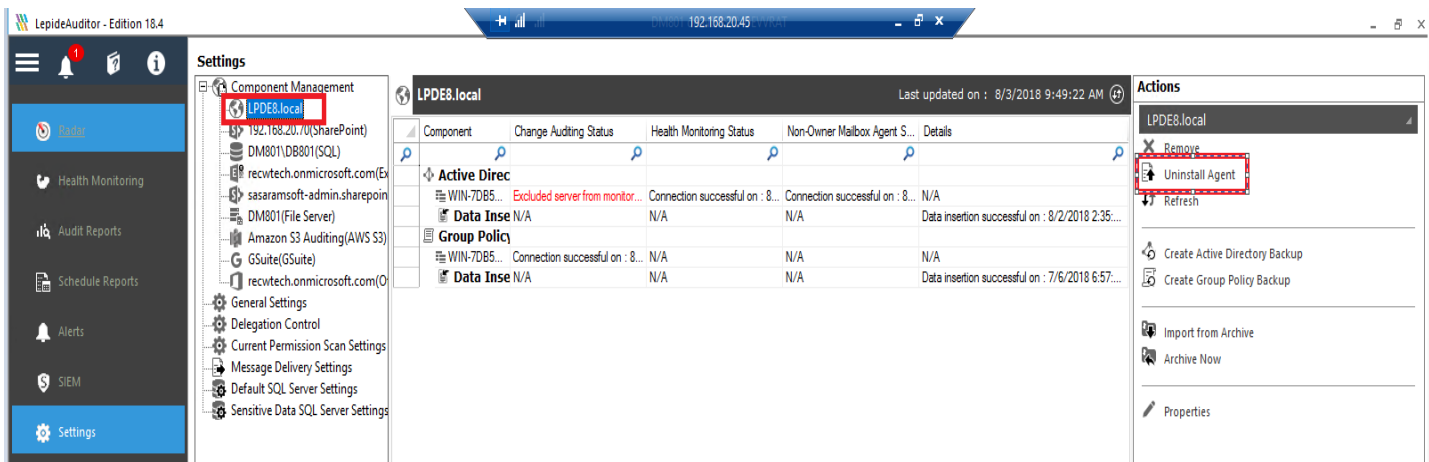 LepideAuditor - Edition 18.4
192.168.20.45
1
Settings
Radar
Health Monitoring
Audit Reports
Schedule Reports
Alerts
SIEM
Settings
Component Management
LPDE8.local
192.168.20.70(SharePoint)
DM801\DB801(SQL)
recwtech.onmicrosoft.com(Ex
sasaramsoft-admin.sharepoin
DM801(File Server)
Amazon S3 Auditing(AWS S3)
GSuite(GSuite)
recwtech.onmicrosoft.com(O
General Settings
Delegation Control
Current Permission Scan Settings
Message Delivery Settings
Default SQL Server Settings
Sensitive Data SQL Server Settings
LPDE8.local Last updated on : 8/3/2018 9:49:22 AM
Component Change Auditing Status Health Monitoring Status Non-Owner Mailbox Agent S... Details
Active Direc
WIN-7DB5... Excluded server from monitor... Connection successful on : 8... Connection successful on : 8... N/A
Data Inse N/A N/A N/A Data insertion successful on : 8/2/2018 2:35:...
Group Policy
WIN-7DB5... Connection successful on : 8... N/A N/A N/A
Data Inse N/A N/A N/A Data insertion successful on : 7/6/2018 6:57:...
Actions
LPDE8.local
Remove
Uninstall Agent
Refresh
Create Active Directory Backup
Create Group Policy Backup
Import from Archive
Archive Now
Properties